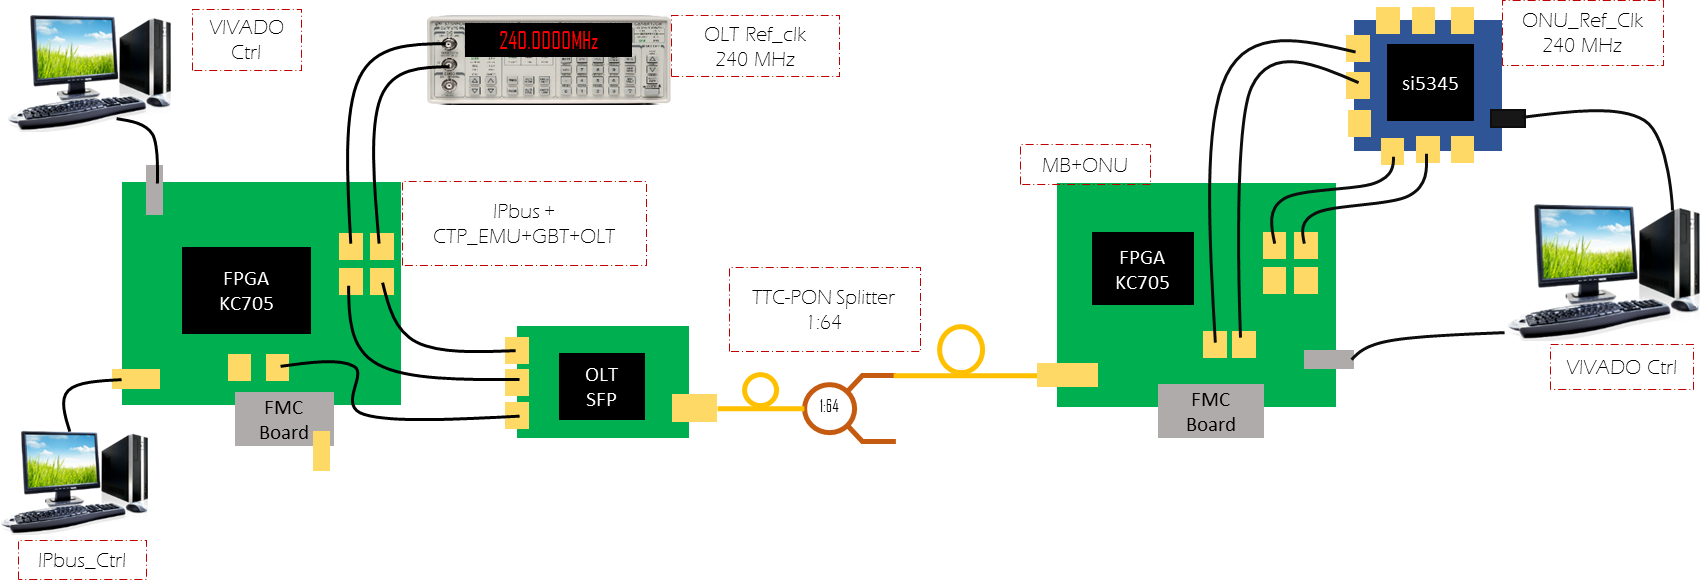 VIVADO
Ctrl
240.0000MHz
OLT Ref_clk
240 MHz
ONU_Ref_Clk
240 MHz
si5345
MB+ONU
IPbus +
CTP_EMU+GBT+OLT
FPGA
KC705
FPGA
KC705
TTC-PON Splitter
1:64
OLT
SFP
1:64
VIVADO Ctrl
FMC
Board
FMC
Board
IPbus_Ctrl